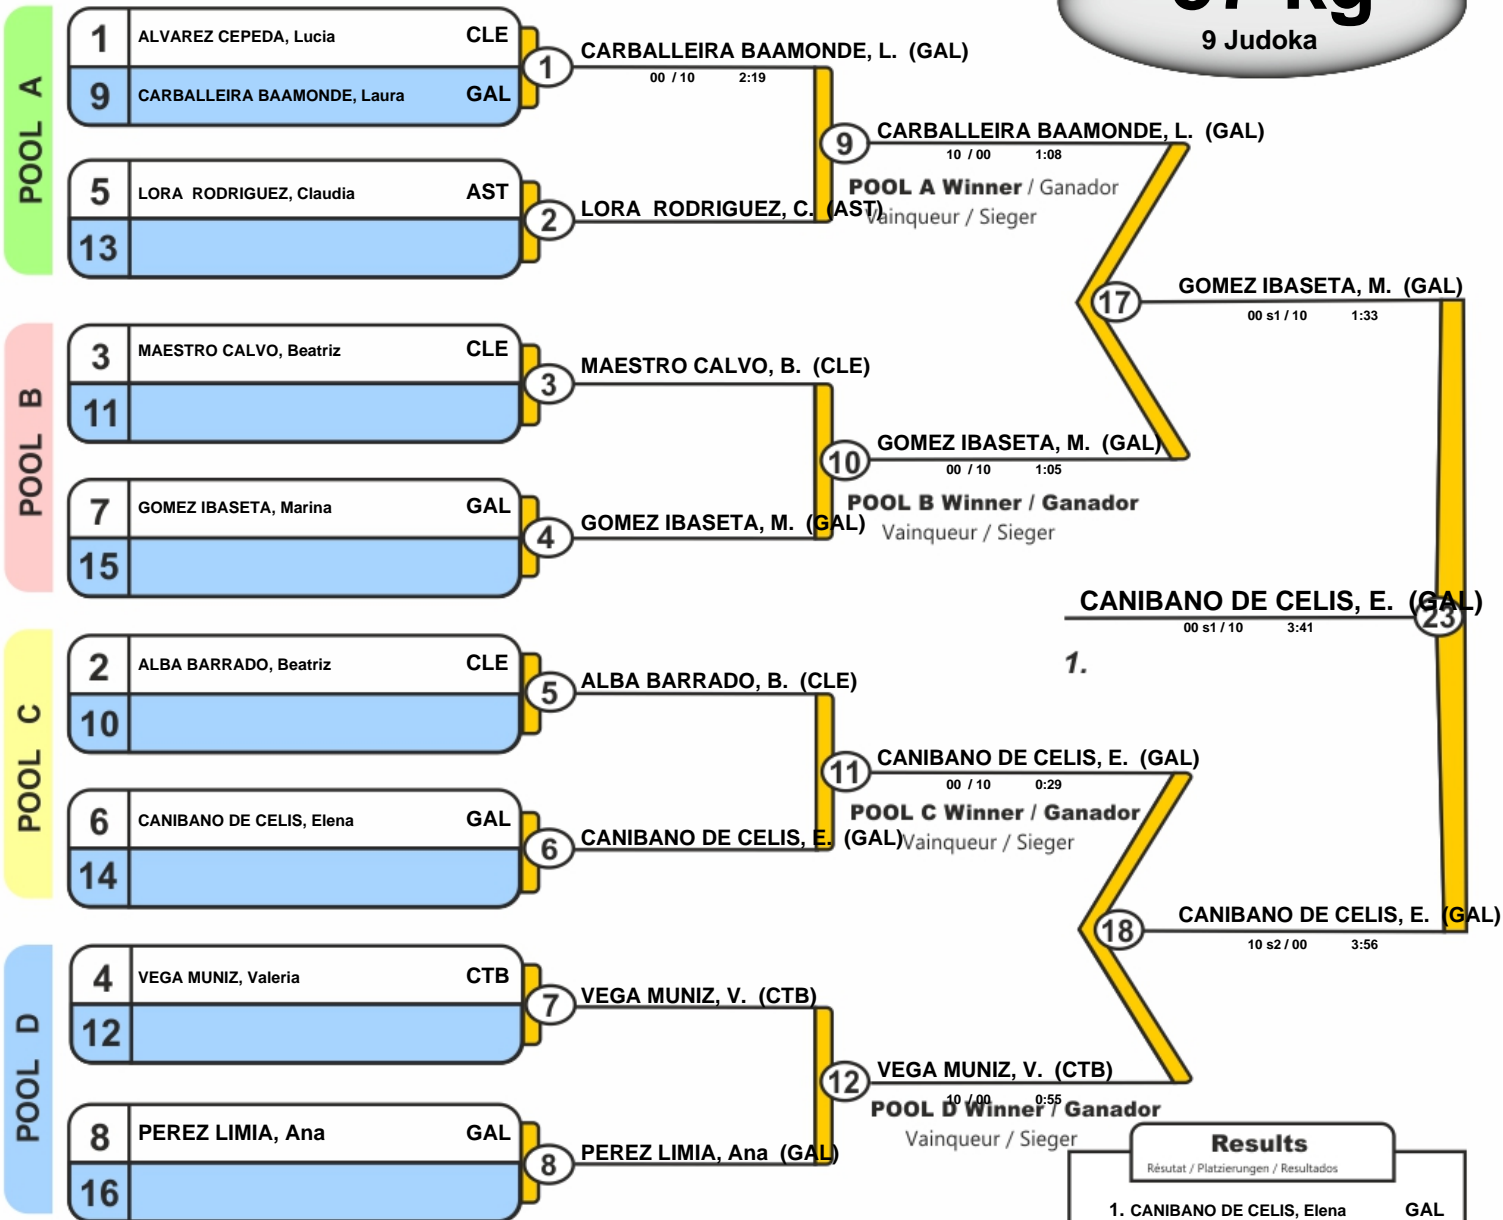 9 Judoka
POOL A
1 ALVAREZ CEPEDA, Lucia CLE
9 CARBALLEIRA BAAMONDE, Laura GAL
5 LORA RODRIGUEZ, Claudia AST
13
1 CARBALLEIRA BAAMONDE, L. (GAL)
00 / 10 2:19
2 LORA RODRIGUEZ, C. (AST)
9 CARBALLEIRA BAAMONDE, L. (GAL)
10 / 00 1:08
POOL A Winner / Ganador
Vainqueur / Sieger
POOL B
3 MAESTRO CALVO, Beatriz CLE
11
7 GOMEZ IBASETA, Marina GAL
15
3 MAESTRO CALVO, B. (CLE)
4 GOMEZ IBASETA, M. (GAL)
10 GOMEZ IBASETA, M. (GAL)
00 / 10 1:05
POOL B Winner / Ganador
Vainqueur / Sieger
17 GOMEZ IBASETA, M. (GAL)
00 s1 / 10 1:33
CANIBANO DE CELIS, E. (GAL)
23
00 s1 / 10 3:41
1.
POOL C
2 ALBA BARRADO, Beatriz CLE
10
6 CANIBANO DE CELIS, Elena GAL
14
5 ALBA BARRADO, B. (CLE)
6 CANIBANO DE CELIS, E. (GAL)
11 CANIBANO DE CELIS, E. (GAL)
00 / 10 0:29
POOL C Winner / Ganador
Vainqueur / Sieger
18 CANIBANO DE CELIS, E. (GAL)
10 s2 / 00 3:56
POOL D
4 VEGA MUNIZ, Valeria CTB
12
8 PEREZ LIMIA, Ana GAL
16
7 VEGA MUNIZ, V. (CTB)
8 PEREZ LIMIA, Ana (GAL)
12 VEGA MUNIZ, V. (CTB)
10 / 00 0:55
POOL D Winner / Ganador
Vainqueur / Sieger
Results
Résutat / Platzierungen / Resultados
1. CANIBANO DE CELIS, Elena GAL